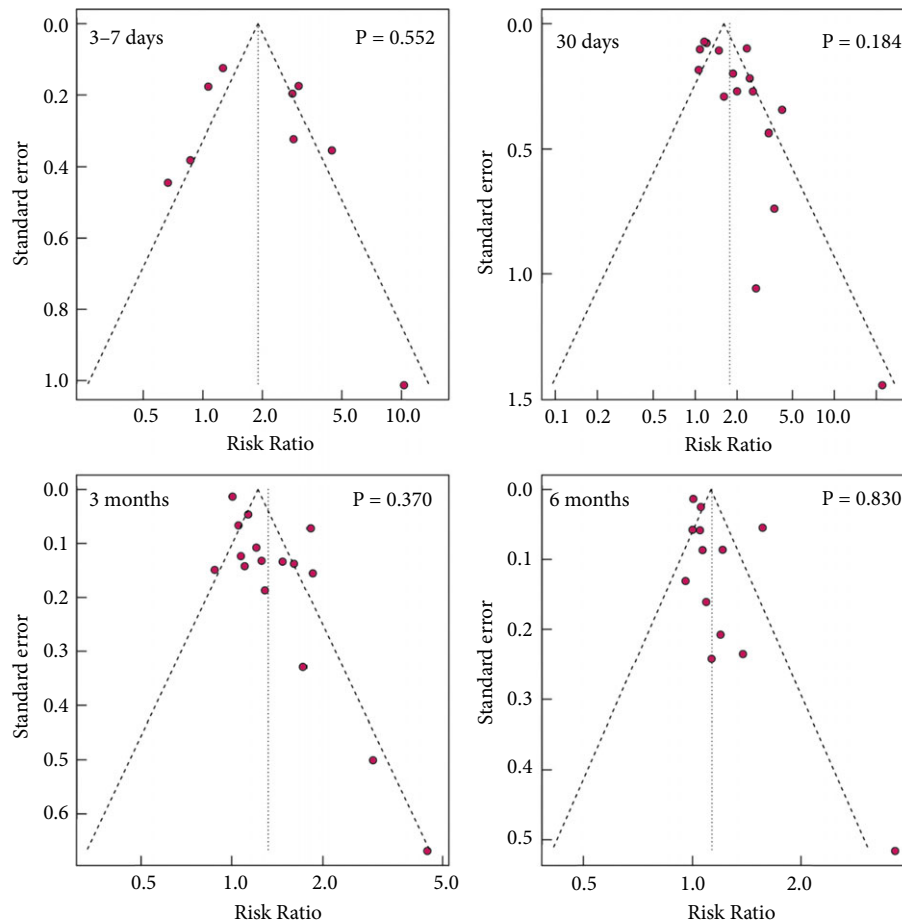 3–7 days P = 0.552
0.0
0.2
0.4
0.6
0.8
1.0
Standard error
0.5 1.0 2.0 5.0 10.0
Risk Ratio
30 days P = 0.184
0.0
0.5
1.0
1.5
Standard error
0.1 0.2 0.5 1.0 2.0 5.0 10.0
Risk Ratio
3 months P = 0.370
0.0
0.1
0.2
0.3
0.4
0.5
0.6
Standard error
0.5 1.0 2.0 5.0
Risk Ratio
6 months P = 0.830
0.0
0.1
0.2
0.3
0.4
0.5
Standard error
0.5 1.0 2.0
Risk Ratio